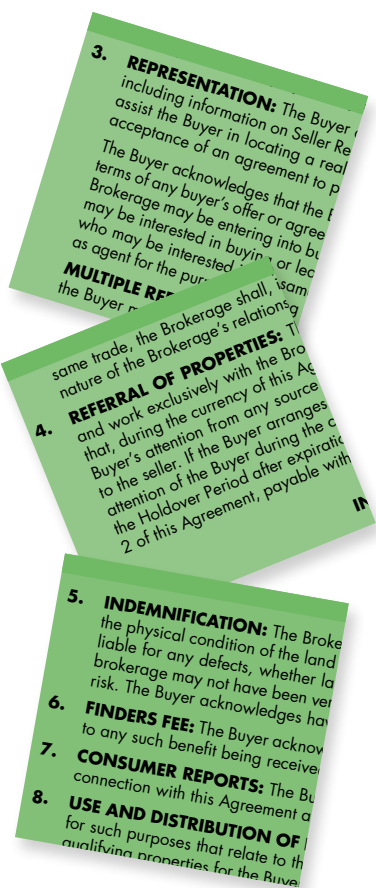 3. REPRESENTATION: The Buyer
including information on Seller Re
assist the Buyer in locating a real
acceptance of an agreement to p
The Buyer acknowledges that the
terms of any buyer's offer or agree
Brokerage may be entering into bu
may be interested in buying or lea
who may be interested
as agent for the pur
MULTIPLE RE
the Buyer
same trade, the Brokerage shall,
nature of the Brokerage's relations
4. REFERRAL OF PROPERTIES: T
and work exclusively with the Bro
that, during the currency of this Ag
Buyer's attention from any source
to the seller. If the Buyer arranges
attention of the Buyer during the c
the Holdover Period after expiratio
2 of this Agreement, payable with
IN
5. INDEMNIFICATION: The Broke
the physical condition of the land
liable for any defects, whether la
brokerage may not have been ver
risk. The Buyer acknowledges hav
6. FINDERS FEE: The Buyer acknow
to any such benefit being receive
7. CONSUMER REPORTS: The Bu
connection with this Agreement a
8. USE AND DISTRIBUTION OF
for such purposes that relate to th
qualifying properties for the Buye